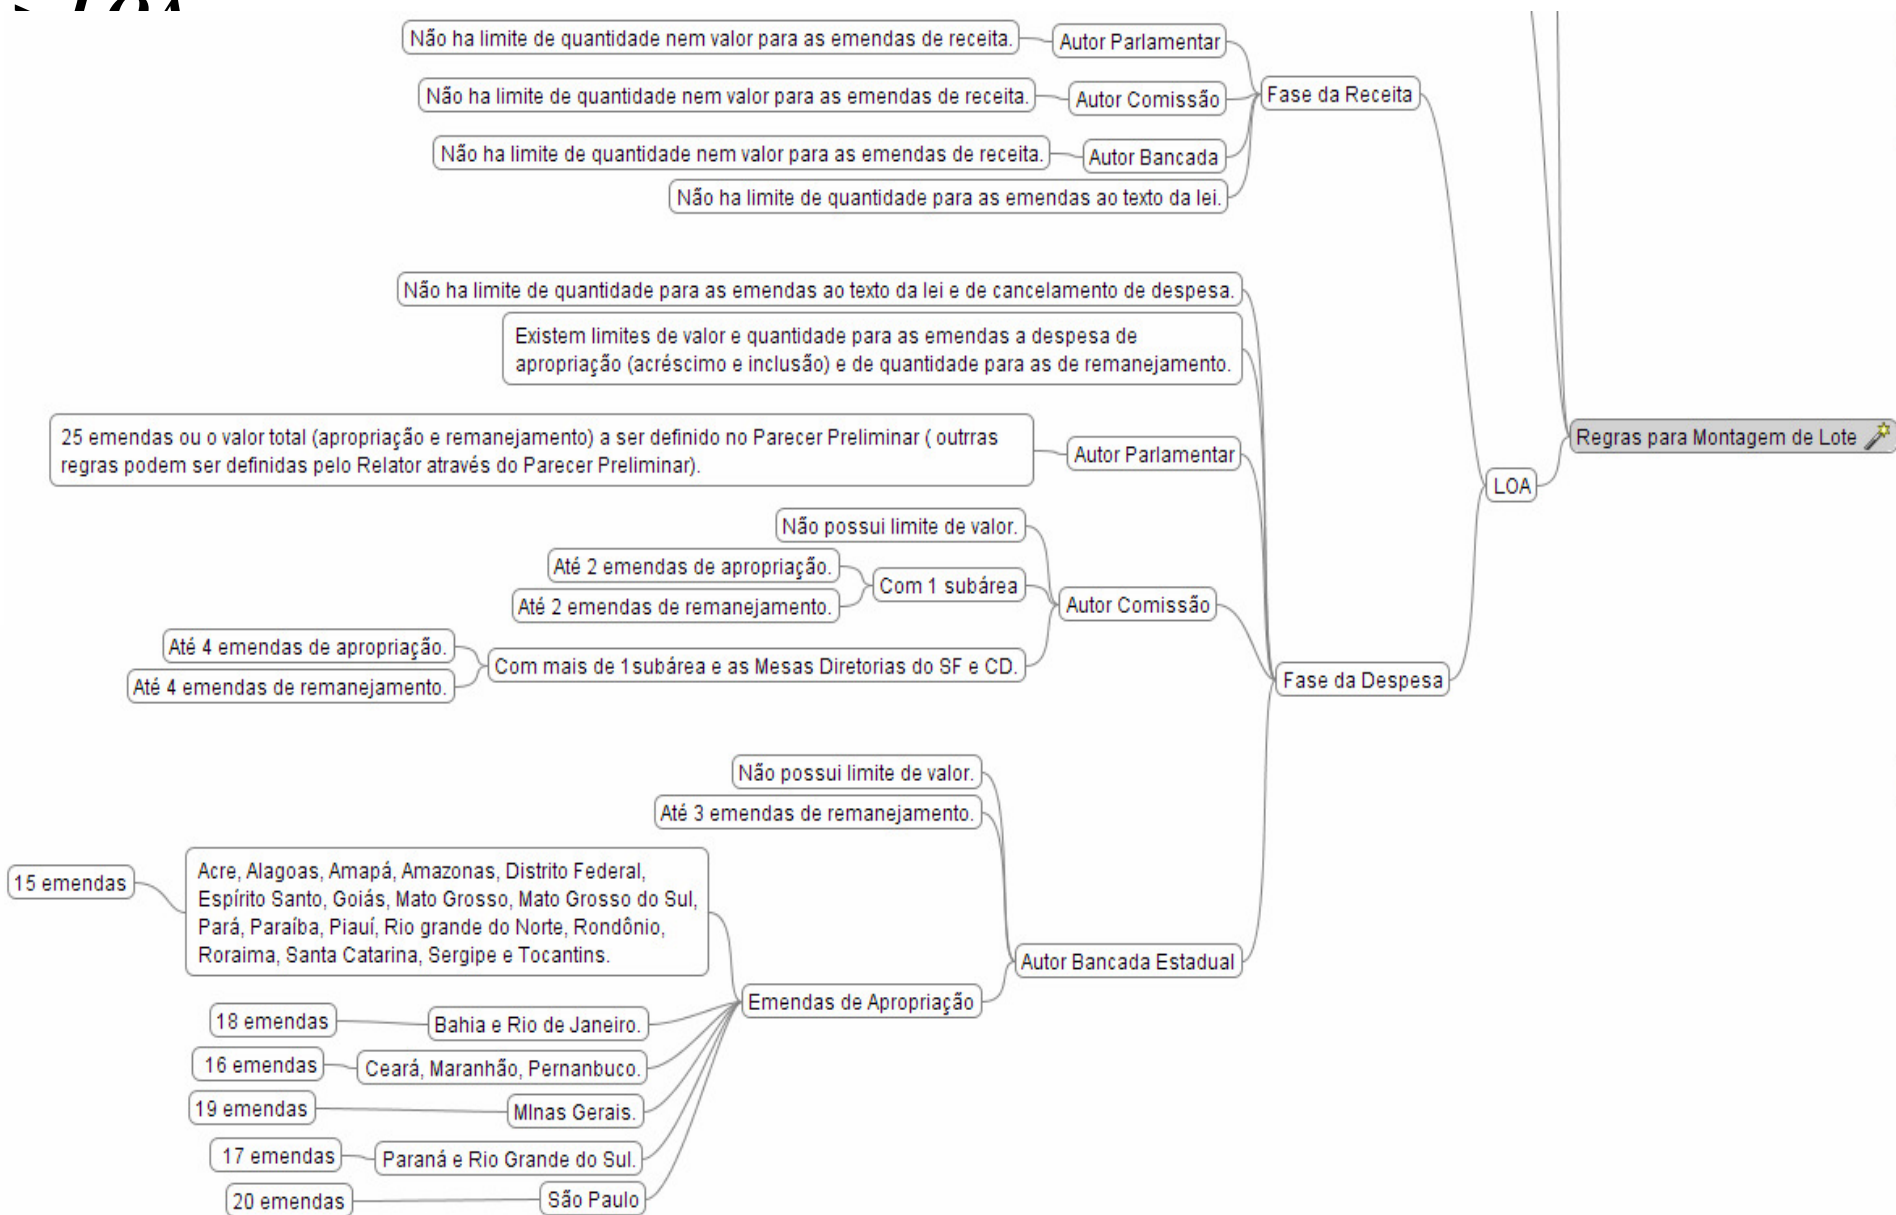 > LOA
Não ha limite de quantidade nem valor para as emendas de receita.
Autor Parlamentar
Não ha limite de quantidade nem valor para as emendas de receita.
Autor Comissão
Fase da Receita
Não ha limite de quantidade nem valor para as emendas de receita.
Autor Bancada
Não ha limite de quantidade para as emendas ao texto da lei.
Não ha limite de quantidade para as emendas ao texto da lei e de cancelamento de despesa.
Existem limites de valor e quantidade para as emendas a despesa de
apropriação (acréscimo e inclusão) e de quantidade para as de remanejamento.
25 emendas ou o valor total (apropriação e remanejamento) a ser definido no Parecer Preliminar ( outrras
regras podem ser definidas pelo Relator através do Parecer Preliminar).
Autor Parlamentar
Regras para Montagem de Lote
LOA
Não possui limite de valor.
Até 2 emendas de apropriação.
Com 1 subárea
Até 2 emendas de remanejamento.
Autor Comissão
Até 4 emendas de apropriação.
Com mais de 1subárea e as Mesas Diretorias do SF e CD.
Até 4 emendas de remanejamento.
Fase da Despesa
Não possui limite de valor.
Até 3 emendas de remanejamento.
15 emendas
Acre, Alagoas, Amapá, Amazonas, Distrito Federal,
Espírito Santo, Goiás, Mato Grosso, Mato Grosso do Sul,
Pará, Paraíba, Piauí, Rio grande do Norte, Rondônio,
Roraima, Santa Catarina, Sergipe e Tocantins.
Autor Bancada Estadual
Emendas de Apropriação
18 emendas
Bahia e Rio de Janeiro.
16 emendas
Ceará, Maranhão, Pernanbuco.
19 emendas
MInas Gerais.
17 emendas
Paraná e Rio Grande do Sul.
20 emendas
São Paulo